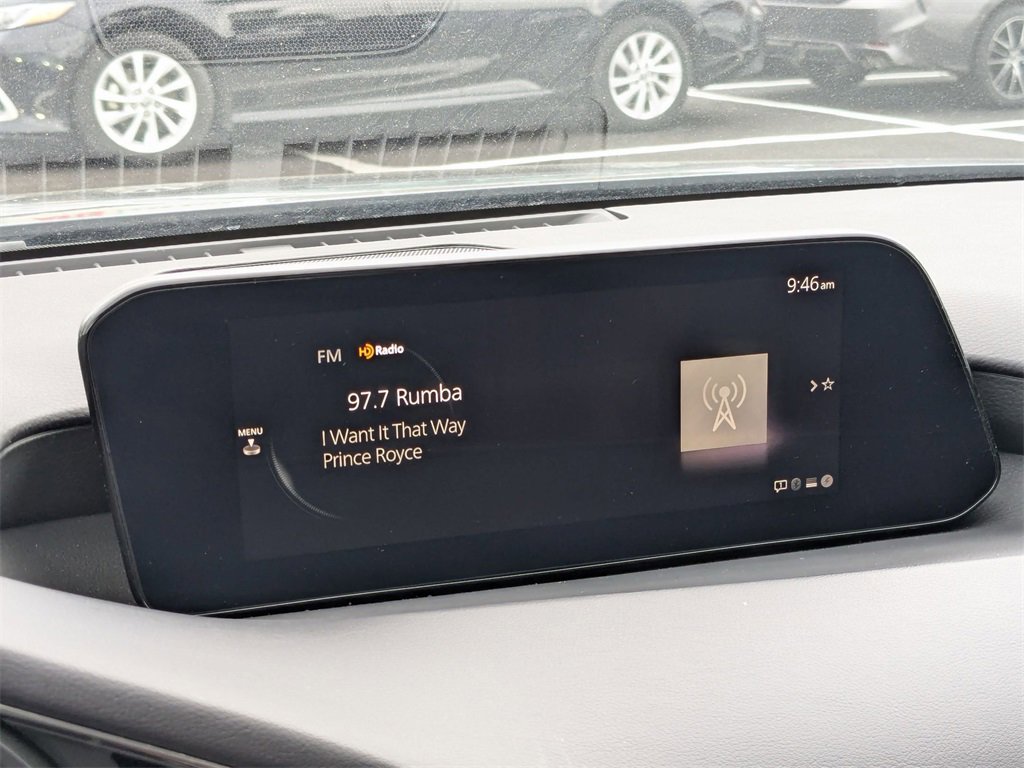 9:46am
FM HD Radio
97.7 Rumba
MENU
I Want It That Way
Prince Royce